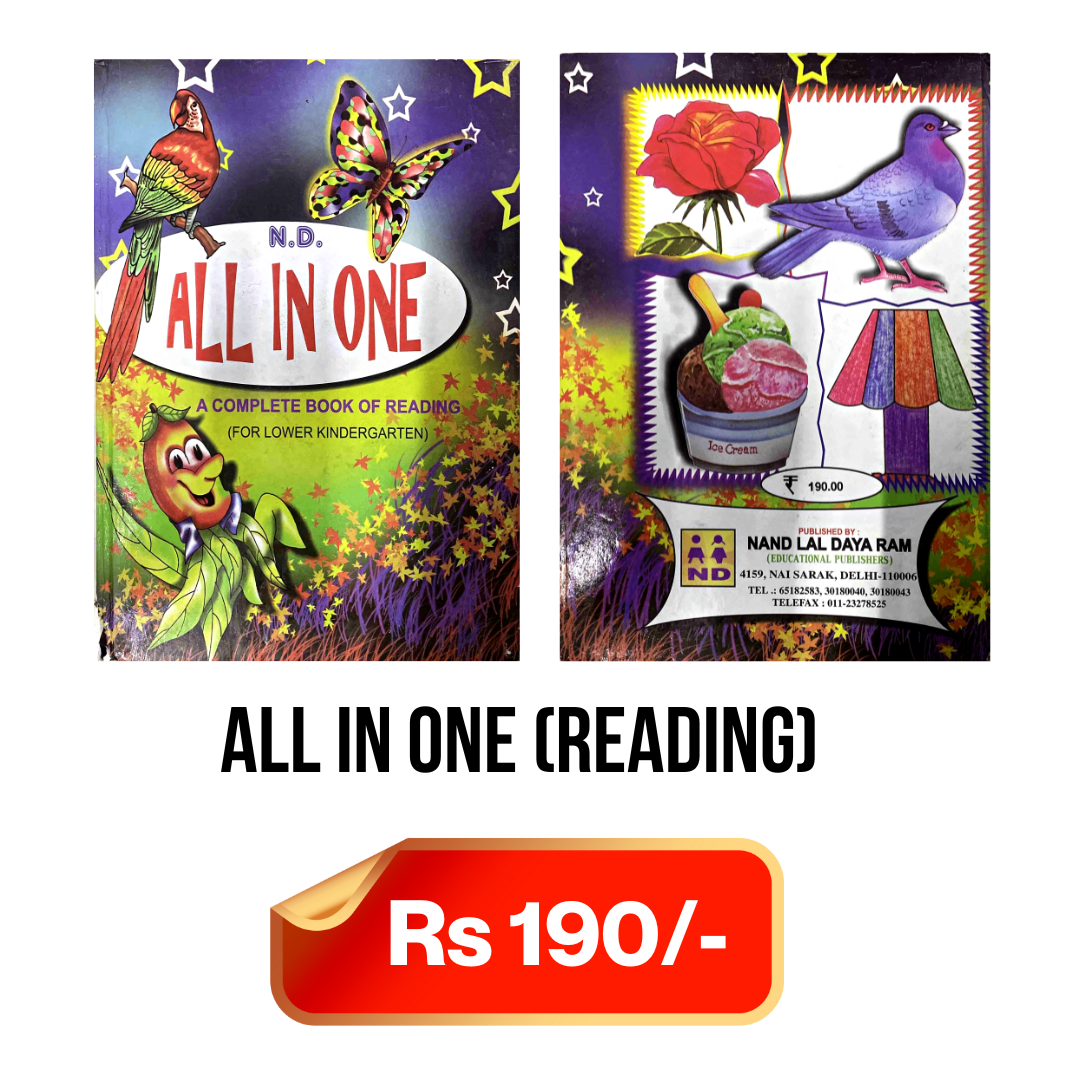 N.D.
ALL IN ONE
A COMPLETE BOOK OF READING
(FOR LOWER KINDERGARTEN)
Ice Cream
₹ 190.00
PUBLISHED BY :
NAND LAL DAYA RAM
(EDUCATIONAL PUBLISHERS)
ND
4159, NAI SARAK, DELHI-110006
TEL .: 65182583, 30180040, 30180043
TELEFAX : 011-23278525
ALL IN ONE (READING)
Rs 190/-